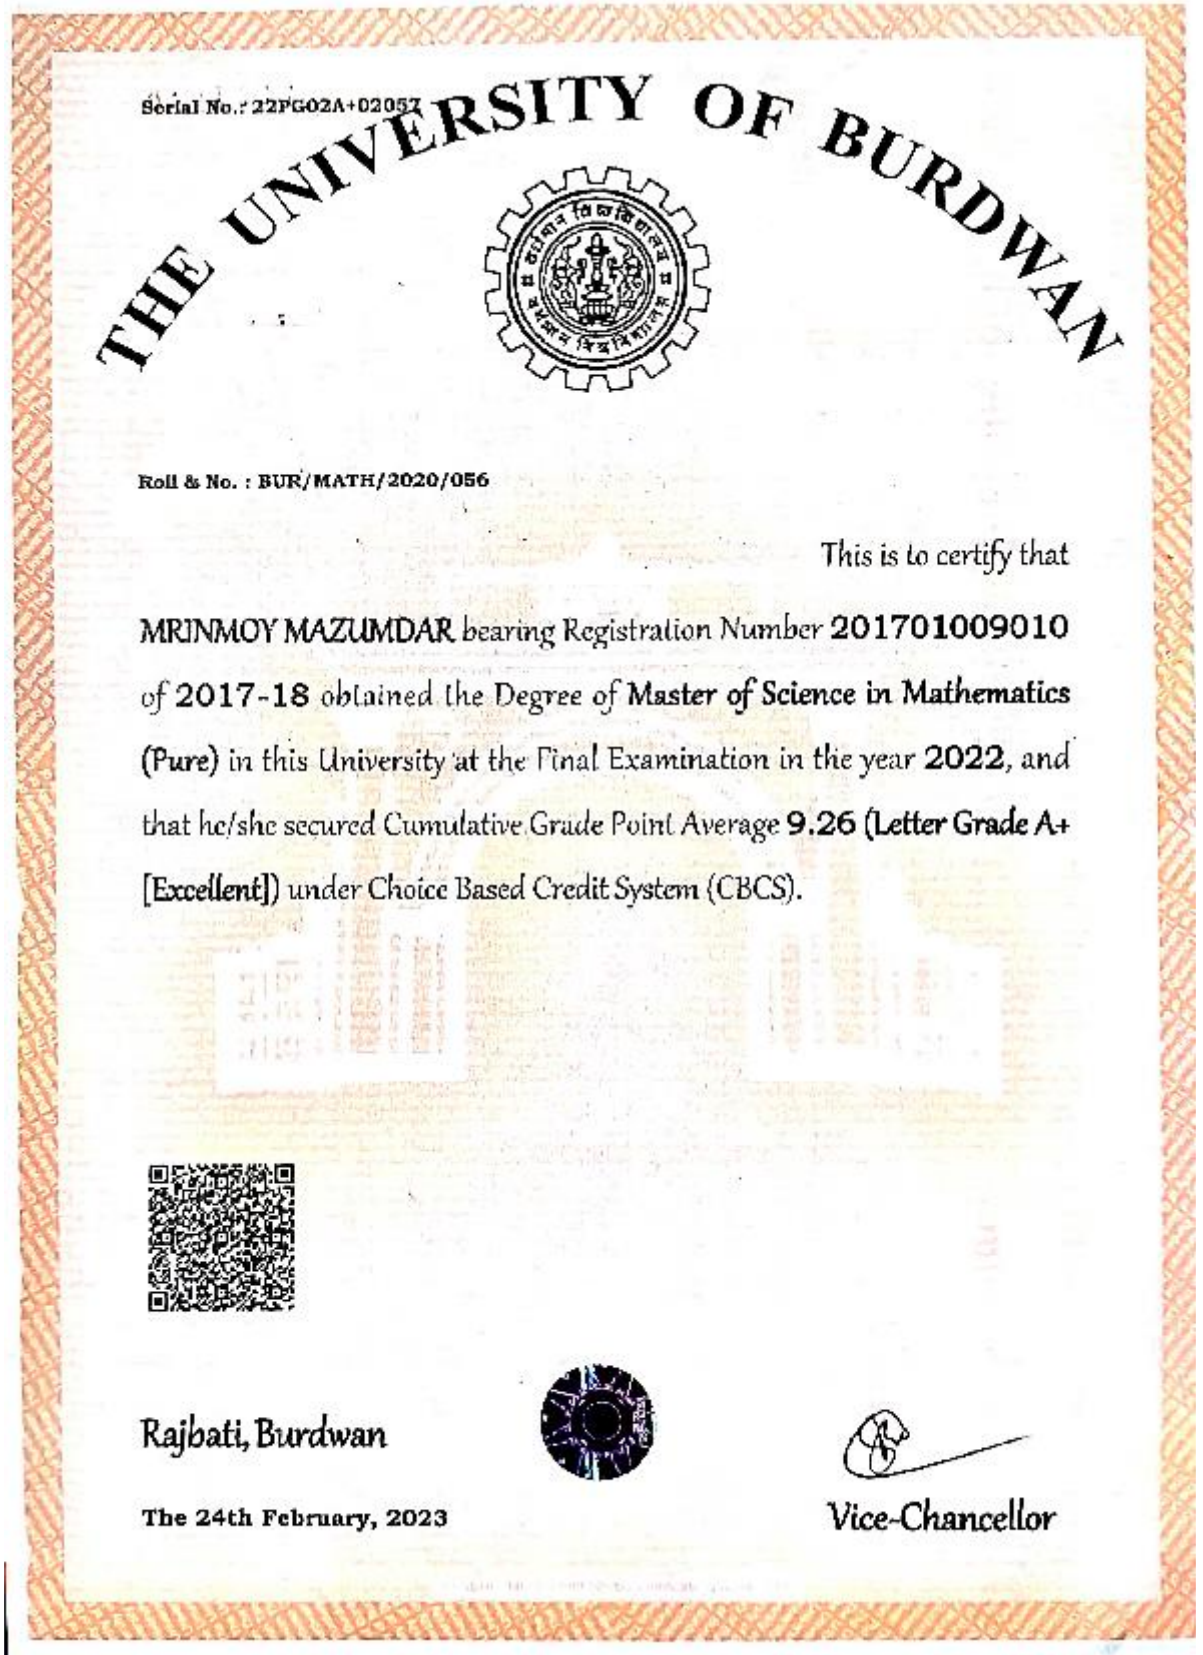 Serial No.: 22PG02A+02057
THE UNIVERSITY OF BURDWAN
বর্ধমান বিশ্ববিদ্যালয়
Roll & No. : BUR/MATH/2020/056
This is to certify that
MRINMOY MAZUMDAR bearing Registration Number 201701009010
of 2017-18 obtained the Degree of Master of Science in Mathematics
(Pure) in this University at the Final Examination in the year 2022, and
that he/she secured Cumulative Grade Point Average 9.26 (Letter Grade A+
[Excellent]) under Choice Based Credit System (CBCS).
Rajbati, Burdwan
The 24th February, 2023
Vice-Chancellor